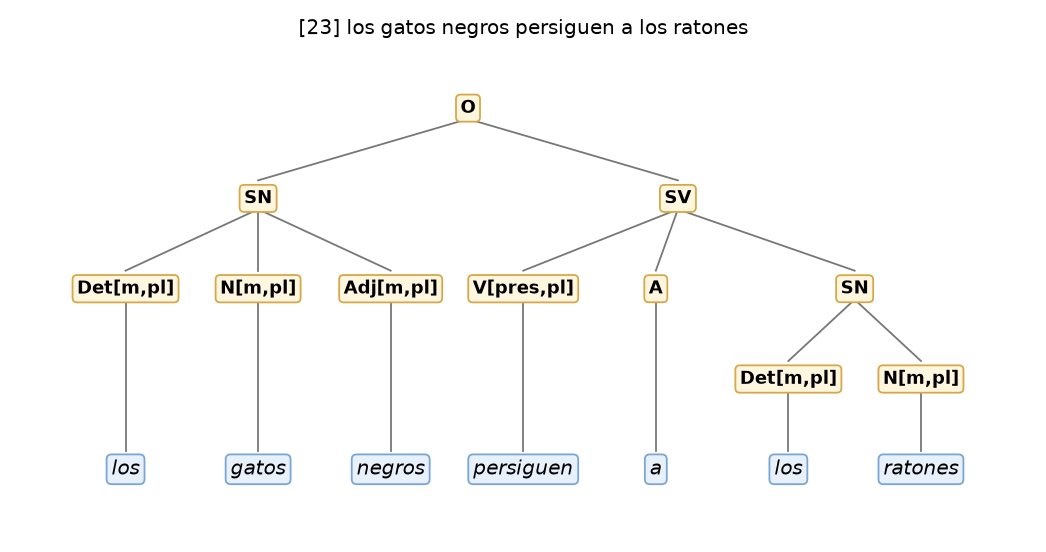 [23] los gatos negros persiguen a los ratones
O
SN SV
Det[m,pl] N[m,pl] Adj[m,pl] V[pres,pl] A SN
Det[m,pl] N[m,pl]
los gatos negros persiguen a los ratones